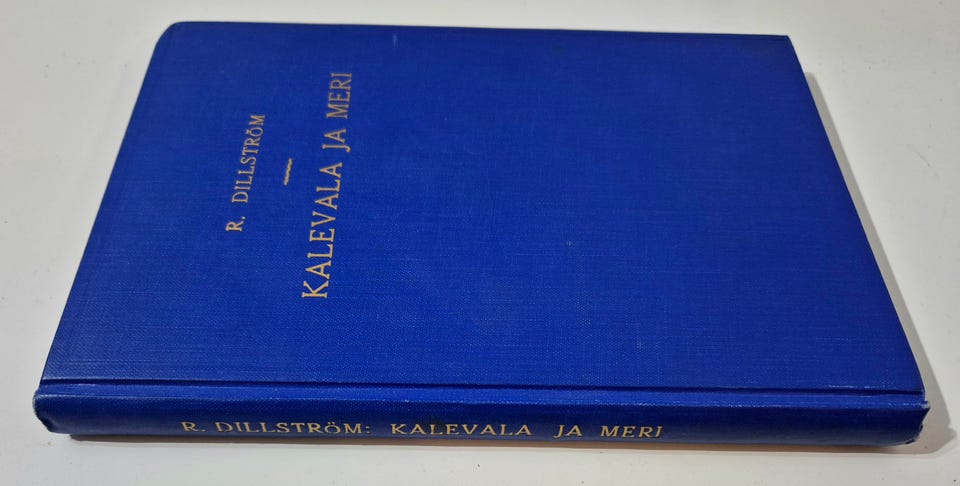 R. DILLSTRÖM
KALEVALA JA MERI
R. DILLSTRÖM: KALEVALA JA MERI